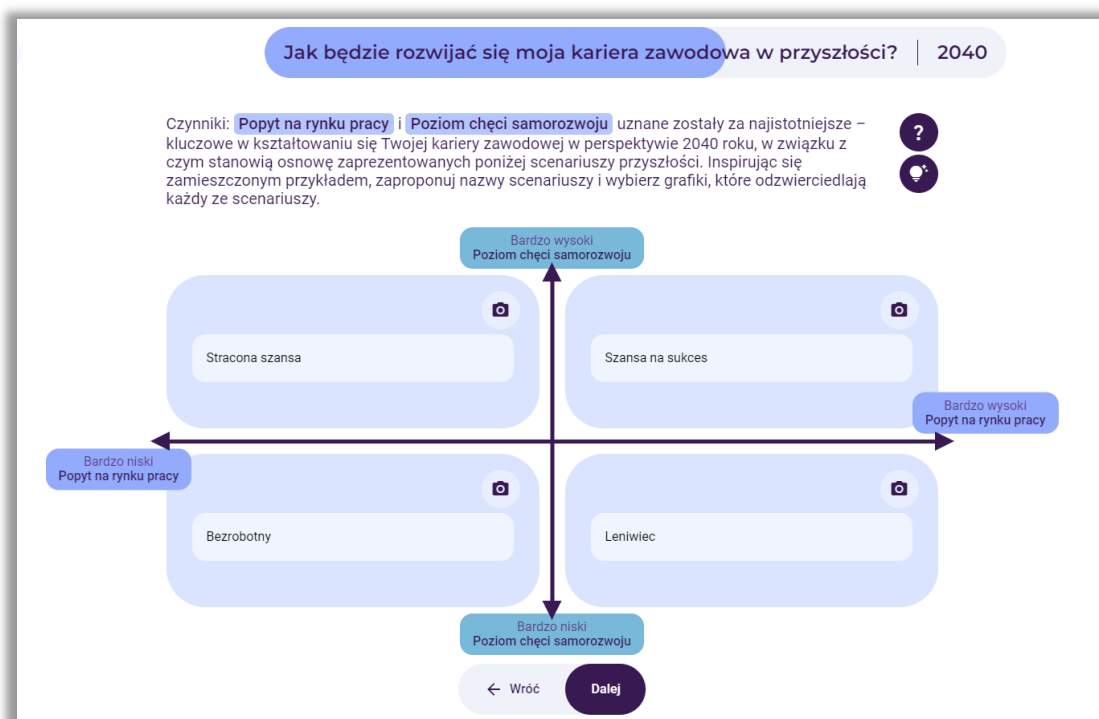 Jak będzie rozwijać się moja kariera zawodowa w przyszłości? | 2040
Czynniki: Popyt na rynku pracy i Poziom chęci samorozwoju uznane zostały za najistotniejsze –
kluczowe w kształtowaniu się Twojej kariery zawodowej w perspektywie 2040 roku, w związku z
czym stanowią osnowę zaprezentowanych poniżej scenariuszy przyszłości. Inspirując się
zamieszczonym przykładem, zaproponuj nazwy scenariuszy i wybierz grafiki, które odzwierciedlają
każdy ze scenariuszy.
?
Bardzo wysoki
Poziom chęci samorozwoju
Stracona szansa
Szansa na sukces
Bardzo wysoki
Popyt na rynku pracy
Bardzo niski
Popyt na rynku pracy
Bezrobotny
Leniwiec
Bardzo niski
Poziom chęci samorozwoju
← Wróć
Dalej